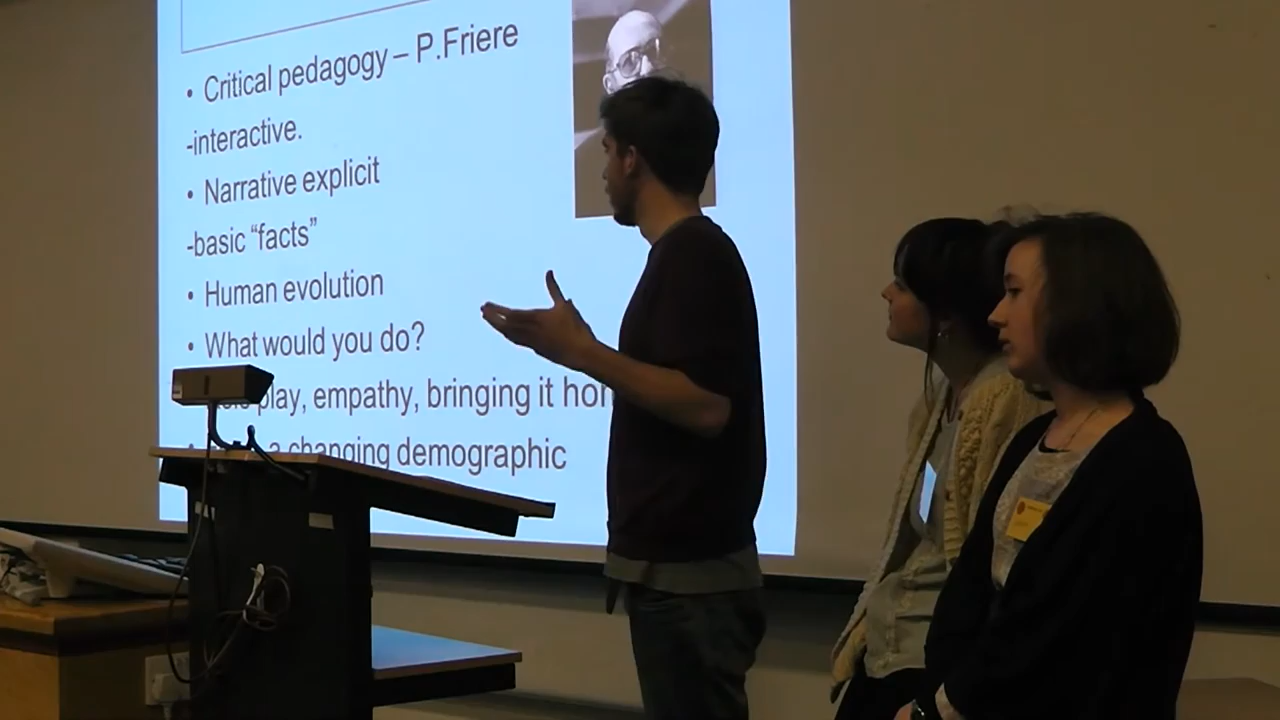 • Critical pedagogy – P.Friere
-interactive.
• Narrative explicit
-basic “facts”
• Human evolution
• What would you do?
play, empathy, bringing it
• a changing demographic